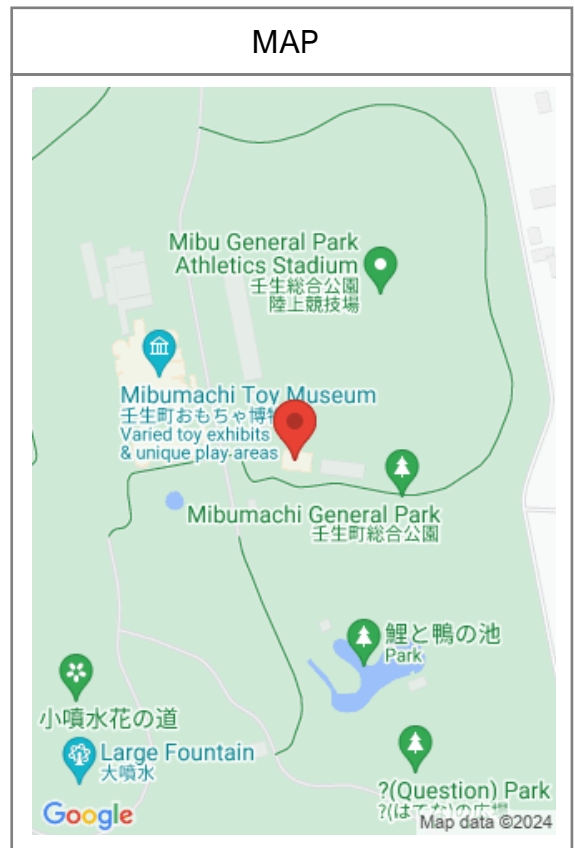 MAP
Mibu General Park
Athletics Stadium
壬生総合公園
陸上競技場
Mibumachi Toy Museum
壬生町おもちゃ博物
Varied toy exhibits
& unique play areas
Mibumachi General Park
壬生町総合公園
鯉と鴨の池
Park
小噴水花の道
Large Fountain
大噴水
?(Question) Park
?(はてな)の広場
Google
Map data ©2024